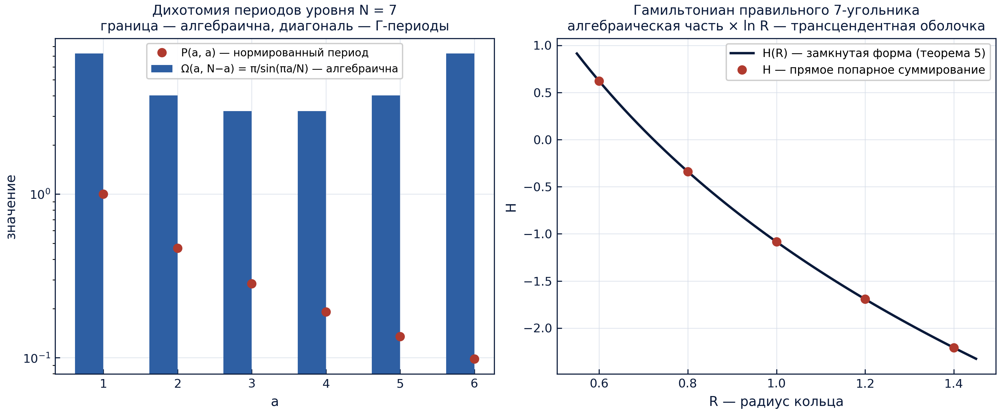 Дихотомия периодов уровня N = 7
граница — алгебраична, диагональ — Γ-периоды
P(a, a) — нормированный период
Ω(a, N−a) = π/sin(πa/N) — алгебраична
значение
10⁰
10⁻¹
1 2 3 4 5 6
a
Гамильтониан правильного 7-угольника
алгебраическая часть × ln R — трансцендентная оболочка
H(R) — замкнутая форма (теорема 5)
H — прямое попарное суммирование
H
1.0
0.5
0.0
−0.5
−1.0
−1.5
−2.0
0.6 0.8 1.0 1.2 1.4
R — радиус кольца